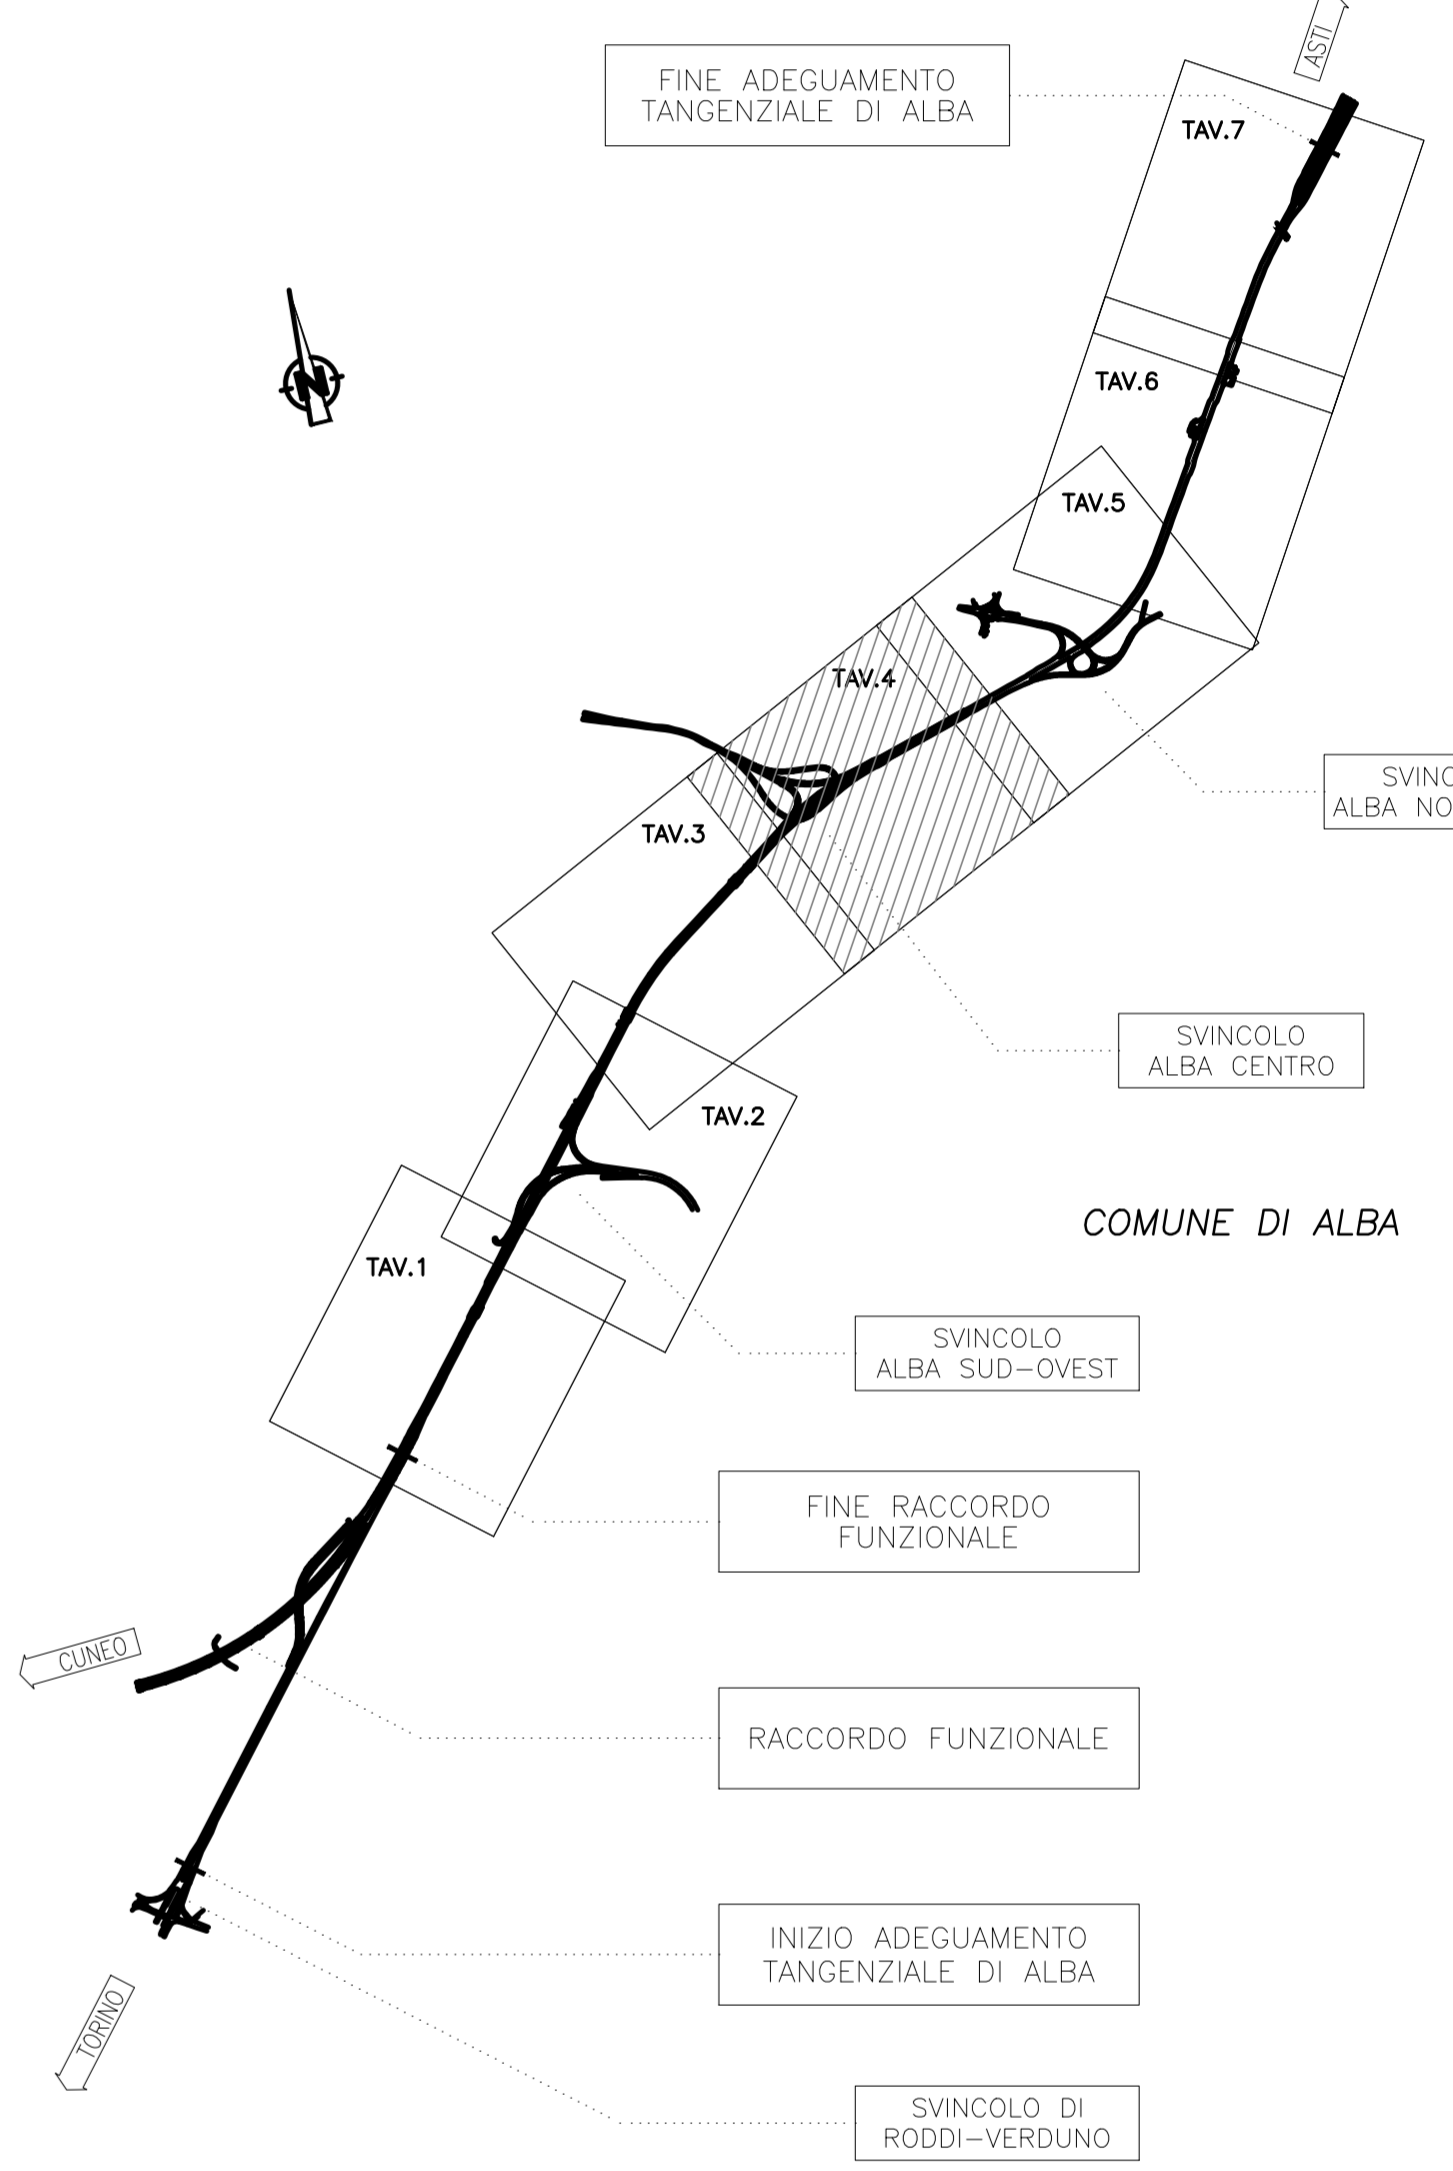 ASTI
FINE ADEGUAMENTO
TANGENZIALE DI ALBA
TAV.7
N
TAV.6
TAV.5
TAV.4
SVINC
ALBA NO
TAV.3
SVINCOLO
ALBA CENTRO
TAV.2
COMUNE DI ALBA
TAV.1
SVINCOLO
ALBA SUD-OVEST
FINE RACCORDO
FUNZIONALE
CUNEO
RACCORDO FUNZIONALE
INIZIO ADEGUAMENTO
TANGENZIALE DI ALBA
TORINO
SVINCOLO DI
RODDI-VERDUNO